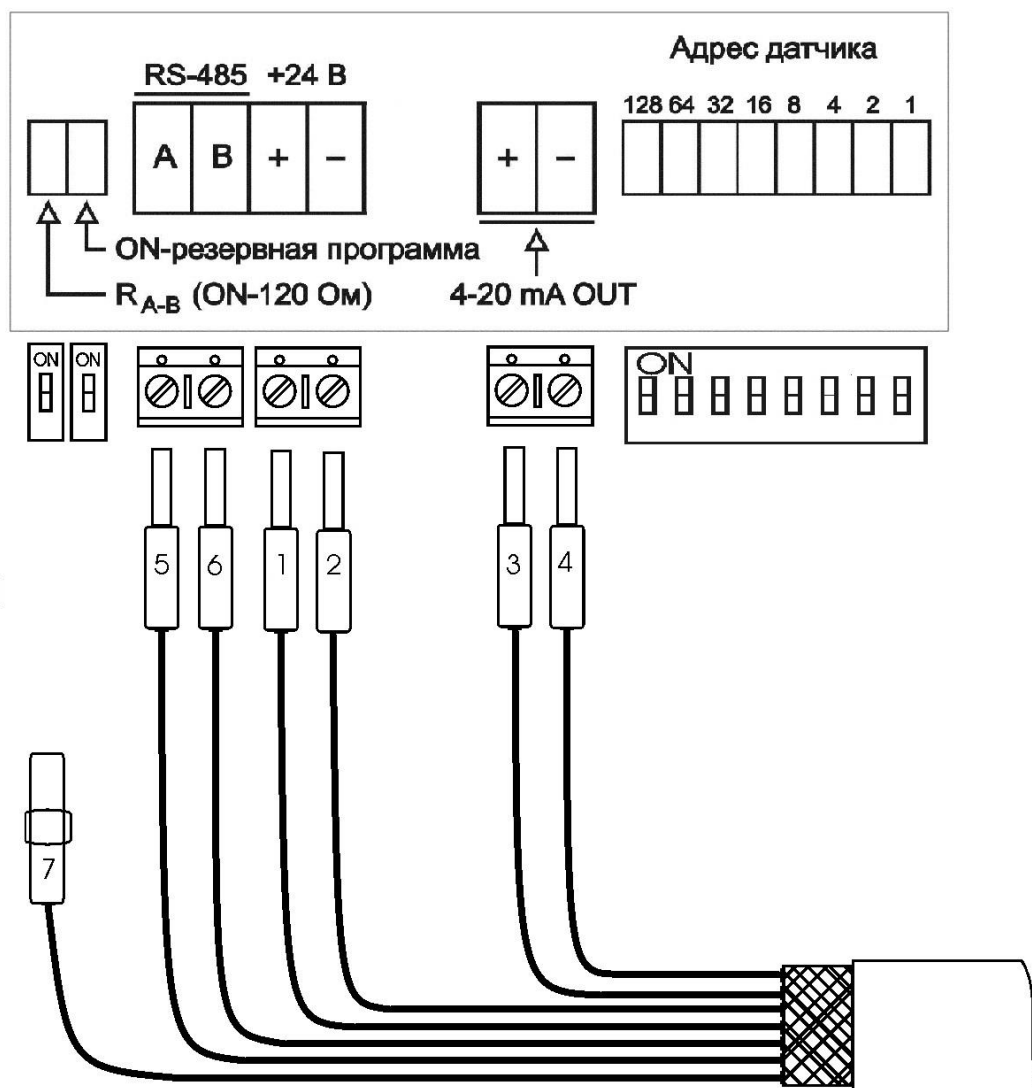 Адрес датчика
RS-485 +24 В
128 64 32 16 8 4 2 1
A B + –
+ –
ON-резервная программа
R A-B (ON-120 Ом)
4-20 mA OUT
ON ON
ON
5 6 1 2 3 4
7